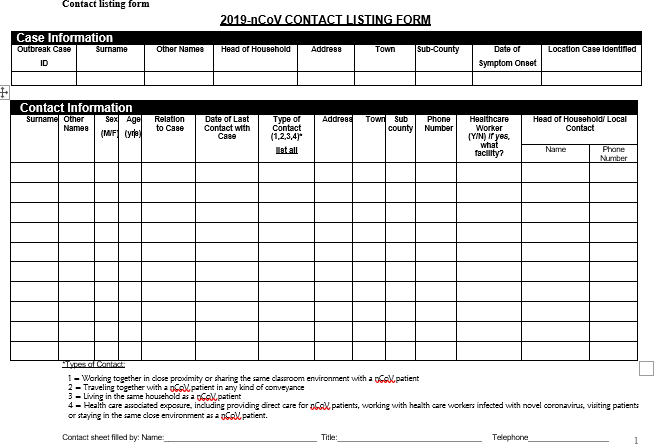 Contact listing form
2019-nCoV CONTACT LISTING FORM
Case Information
Outbreak Case ID Surname Other Names Head of Household Address Town Sub-County Date of Symptom Onset Location Case Identified
Contact Information
Surname Other Names Sex (M/F) Age (yrs) Relation to Case Date of Last Contact with Case Type of Contact (1,2,3,4)* list all Address Town Sub county Phone Number Healthcare Worker (Y/N) if yes, what facility? Head of Household/ Local Contact
Name Phone Number
*Types of Contact:
1 = Working together in close proximity or sharing the same classroom environment with a nCoV patient
2 = Traveling together with a nCoV patient in any kind of conveyance
3 = Living in the same household as a nCoV patient
4 = Health care associated exposure, including providing direct care for nCoV patients, working with health care workers infected with novel coronavirus, visiting patients
or staying in the same close environment as a nCoV patient.
Contact sheet filled by: Name: Title: Telephone
1